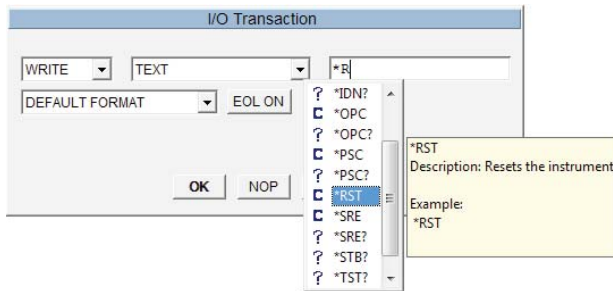 I/O Transaction
WRITE TEXT *R
DEFAULT FORMAT EOL ON
OK NOP
? *IDN?
C *OPC
? *OPC?
C *PSC
? *PSC?
C *RST
C *SRE
? *SRE?
? *STB?
? *TST?
*RST
Description: Resets the instrument
Example:
*RST